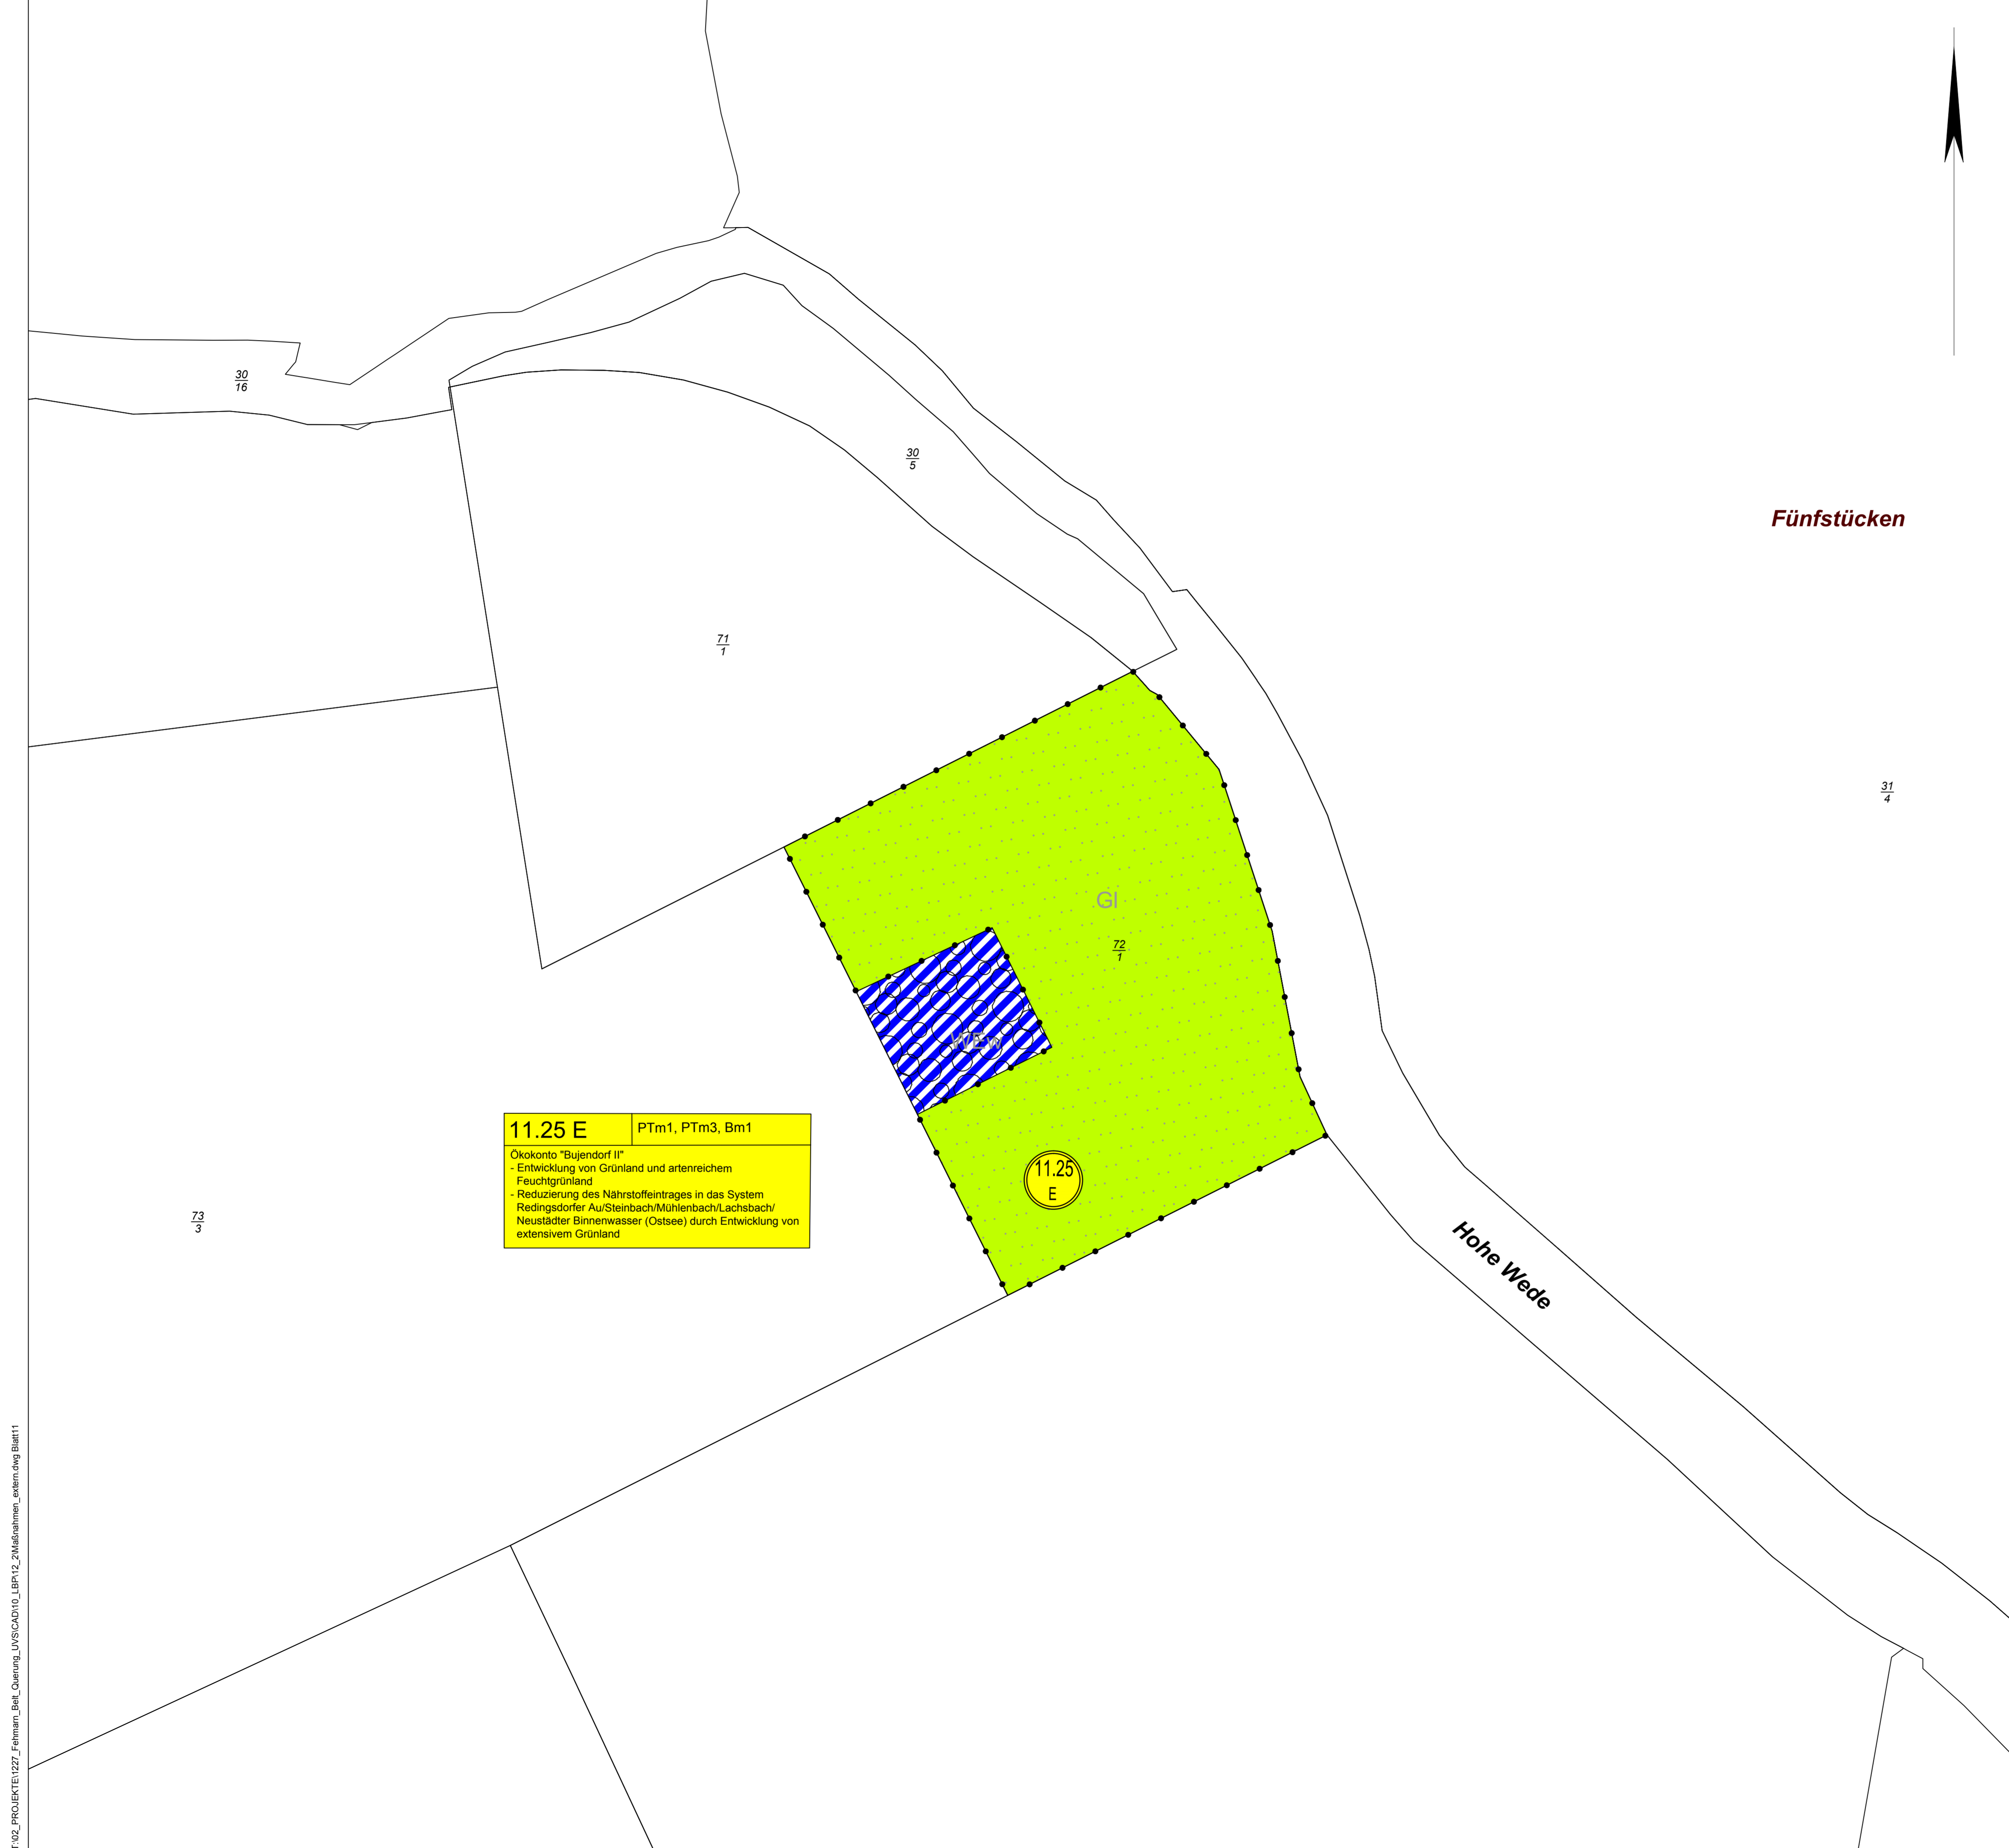 30
16
30
5
Fünfstücken
71
1
31
4
GI
72
1
WEw
11.25 E
PTm1, PTm3, Bm1
Ökokonto "Bujendorf II"
- Entwicklung von Grünland und artenreichem
Feuchtgrünland
- Reduzierung des Nährstoffeintrages in das System
Redingsdorfer Au/Steinbach/Mühlenbach/Lachsbach/
Neustädter Binnenwasser (Ostsee) durch Entwicklung von
extensivem Grünland
11.25
E
73
3
Hohe Wede
T:\02_PROJEKTE\1227_Fehmarn_Belt_Querung_UVS\CAD\10_LBP\12_2\Maßnahmen_extern.dwg Blatt11